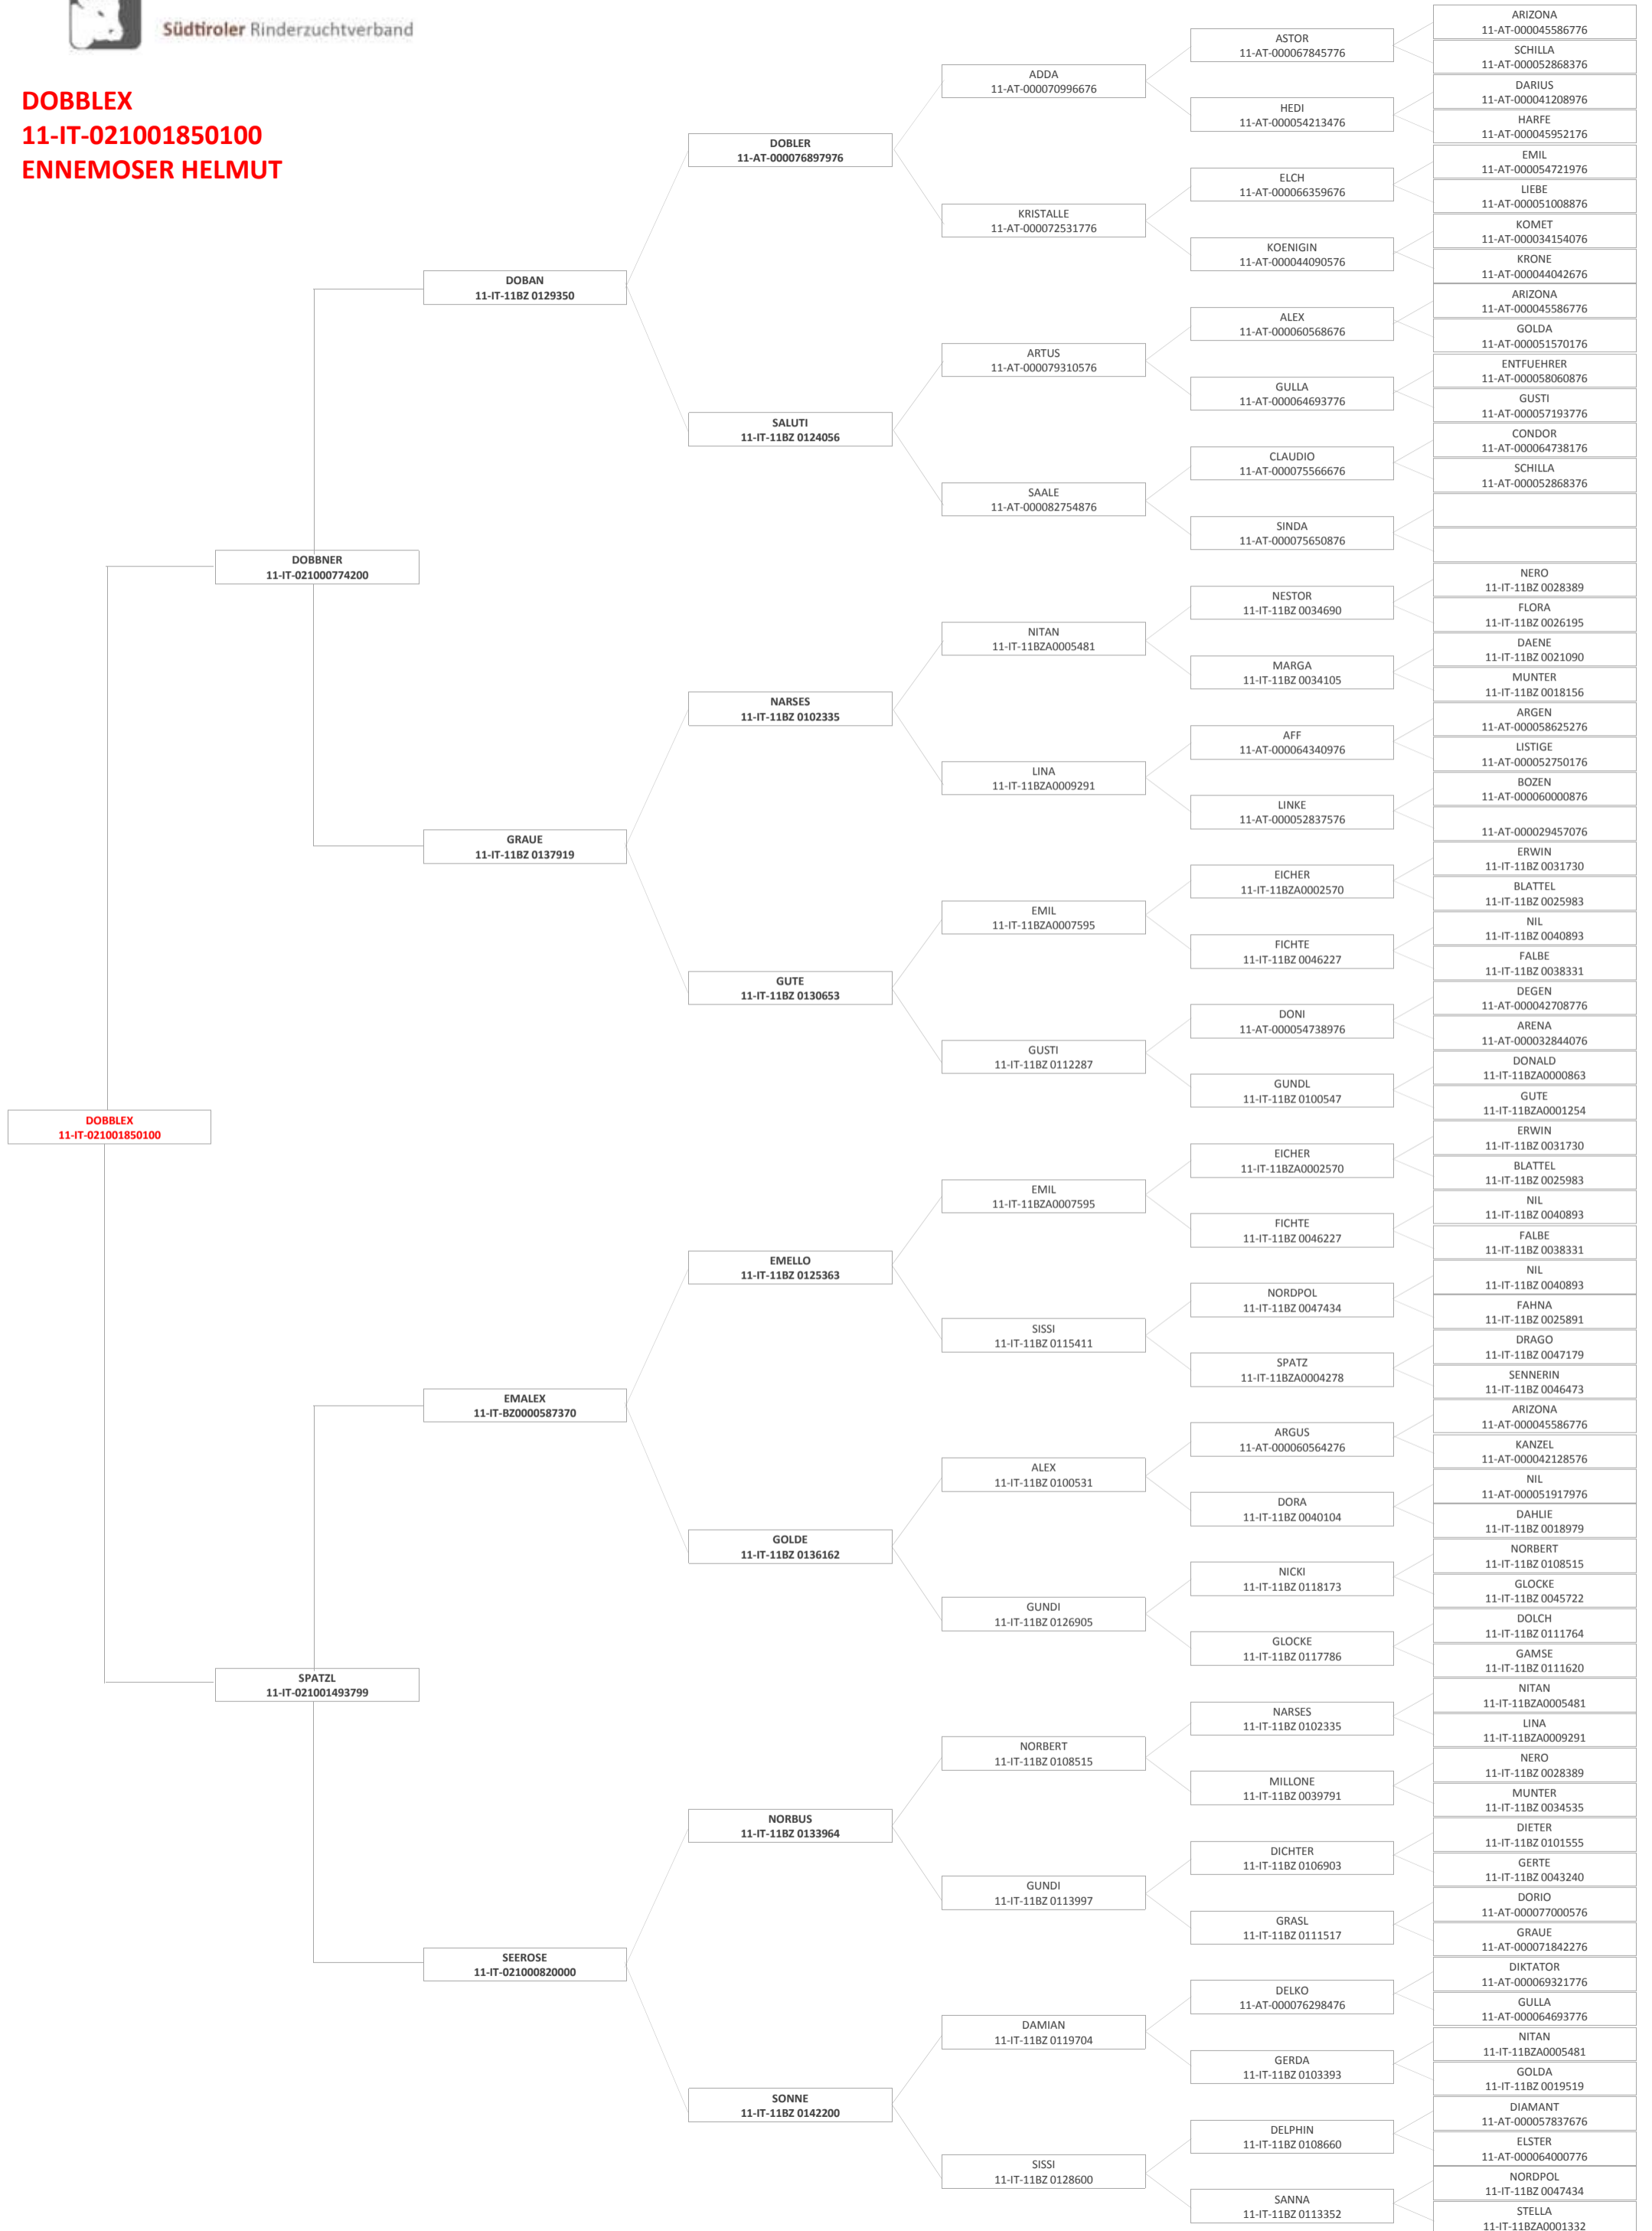 Südtiroler Rinderzuchtverband
DOBBLEX
11-IT-021001850100
ENNEMOSER HELMUT
DOBBLEX
11-IT-021001850100
DOBBNER
11-IT-021000774200
SPATZL
11-IT-021001493799
DOBAN
11-IT-11BZ 0129350
GRAUE
11-IT-11BZ 0137919
EMALEX
11-IT-BZ0000587370
SEEROSE
11-IT-021000820000
DOBLER
11-AT-000076897976
SALUTI
11-IT-11BZ 0124056
NARSES
11-IT-11BZ 0102335
GUTE
11-IT-11BZ 0130653
EMELLO
11-IT-11BZ 0125363
GOLDE
11-IT-11BZ 0136162
NORBUS
11-IT-11BZ 0133964
SONNE
11-IT-11BZ 0142200
ADDA
11-AT-000070996676
KRISTALLE
11-AT-000072531776
ARTUS
11-AT-000079310576
SAALE
11-AT-000082754876
NITAN
11-IT-11BZA0005481
LINA
11-IT-11BZA0009291
EMIL
11-IT-11BZA0007595
GUSTI
11-IT-11BZ 0112287
EMIL
11-IT-11BZA0007595
SISSI
11-IT-11BZ 0115411
ALEX
11-IT-11BZ 0100531
GUNDI
11-IT-11BZ 0126905
NORBERT
11-IT-11BZ 0108515
GUNDI
11-IT-11BZ 0113997
DAMIAN
11-IT-11BZ 0119704
SISSI
11-IT-11BZ 0128600
ASTOR
11-AT-000067845776
HEDI
11-AT-000054213476
ELCH
11-AT-000066359676
KOENIGIN
11-AT-000044090576
ALEX
11-AT-000060568676
GULLA
11-AT-000064693776
CLAUDIO
11-AT-000075566676
SINDA
11-AT-000075650876
NESTOR
11-IT-11BZ 0034690
MARGA
11-IT-11BZ 0034105
AFF
11-AT-000064340976
LINKE
11-AT-000052837576
EICHER
11-IT-11BZA0002570
FICHTE
11-IT-11BZ 0046227
DONI
11-AT-000054738976
GUNDL
11-IT-11BZ 0100547
EICHER
11-IT-11BZA0002570
FICHTE
11-IT-11BZ 0046227
NORDPOL
11-IT-11BZ 0047434
SPATZ
11-IT-11BZA0004278
ARGUS
11-AT-000060564276
DORA
11-IT-11BZ 0040104
NICKI
11-IT-11BZ 0118173
GLOCKE
11-IT-11BZ 0117786
NARSES
11-IT-11BZ 0102335
MILLONE
11-IT-11BZ 0039791
DICHTER
11-IT-11BZ 0106903
GRASL
11-IT-11BZ 0111517
DELKO
11-AT-000076298476
GERDA
11-IT-11BZ 0103393
DELPHIN
11-IT-11BZ 0108660
SANNA
11-IT-11BZ 0113352
ARIZONA
11-AT-000045586776
SCHILLA
11-AT-000052868376
DARIUS
11-AT-000041208976
HARFE
11-AT-000045952176
EMIL
11-AT-000054721976
LIEBE
11-AT-000051008876
KOMET
11-AT-000034154076
KRONE
11-AT-000044042676
ARIZONA
11-AT-000045586776
GOLDA
11-AT-000051570176
ENTFUEHRER
11-AT-000058060876
GUSTI
11-AT-000057193776
CONDOR
11-AT-000064738176
SCHILLA
11-AT-000052868376
NERO
11-IT-11BZ 0028389
FLORA
11-IT-11BZ 0026195
DAENE
11-IT-11BZ 0021090
MUNTER
11-IT-11BZ 0018156
ARGEN
11-AT-000058625276
LISTIGE
11-AT-000052750176
BOZEN
11-AT-000060000876
11-AT-000029457076
ERWIN
11-IT-11BZ 0031730
BLATTEL
11-IT-11BZ 0025983
NIL
11-IT-11BZ 0040893
FALBE
11-IT-11BZ 0038331
DEGEN
11-AT-000042708776
ARENA
11-AT-000032844076
DONALD
11-IT-11BZA0000863
GUTE
11-IT-11BZA0001254
ERWIN
11-IT-11BZ 0031730
BLATTEL
11-IT-11BZ 0025983
NIL
11-IT-11BZ 0040893
FALBE
11-IT-11BZ 0038331
NIL
11-IT-11BZ 0040893
FAHNA
11-IT-11BZ 0025891
DRAGO
11-IT-11BZ 0047179
SENNERIN
11-IT-11BZ 0046473
ARIZONA
11-AT-000045586776
KANZEL
11-AT-000042128576
NIL
11-AT-000051917976
DAHLIE
11-IT-11BZ 0018979
NORBERT
11-IT-11BZ 0108515
GLOCKE
11-IT-11BZ 0045722
DOLCH
11-IT-11BZ 0111764
GAMSE
11-IT-11BZ 0111620
NITAN
11-IT-11BZA0005481
LINA
11-IT-11BZA0009291
NERO
11-IT-11BZ 0028389
MUNTER
11-IT-11BZ 0034535
DIETER
11-IT-11BZ 0101555
GERTE
11-IT-11BZ 0043240
DORIO
11-AT-000077000576
GRAUE
11-AT-000071842276
DIKTATOR
11-AT-000069321776
GULLA
11-AT-000064693776
NITAN
11-IT-11BZA0005481
GOLDA
11-IT-11BZ 0019519
DIAMANT
11-AT-000057837676
ELSTER
11-AT-000064000776
NORDPOL
11-IT-11BZ 0047434
STELLA
11-IT-11BZA0001332